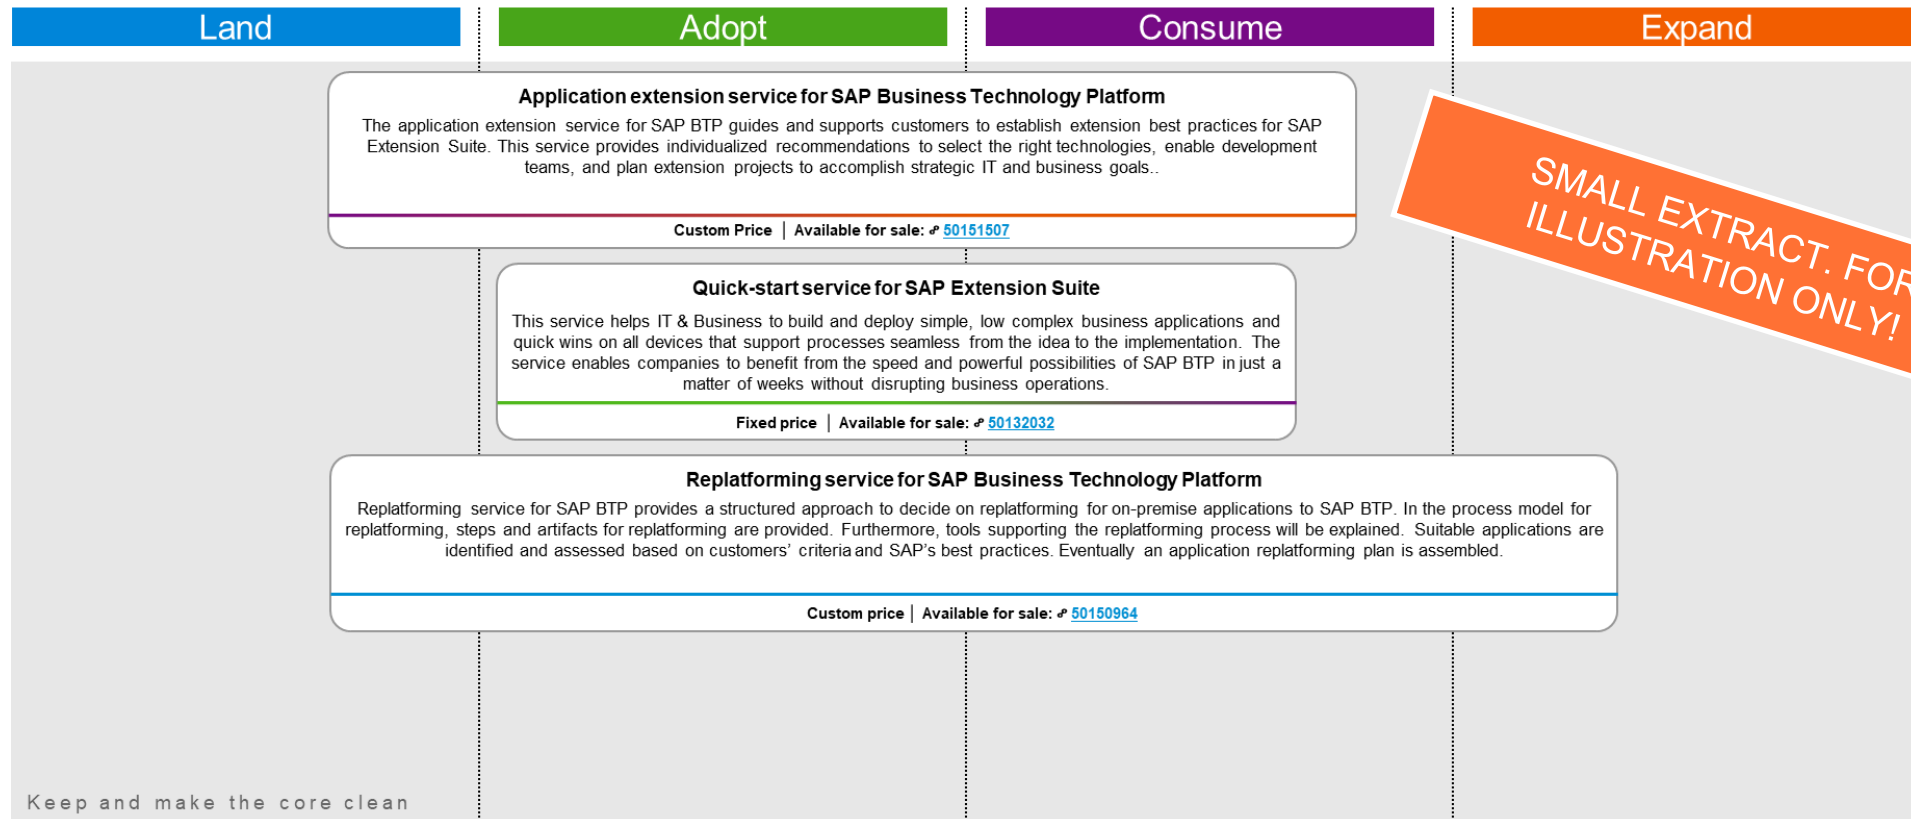 Land
Adopt
Consume
Expand
Application extension service for SAP Business Technology Platform
The application extension service for SAP BTP guides and supports customers to establish extension best practices for SAP
Extension Suite. This service provides individualized recommendations to select the right technologies, enable development
teams, and plan extension projects to accomplish strategic IT and business goals..
Custom Price | Available for sale: 50151507
SMALL EXTRACT. FOR
ILLUSTRATION ONLY!
Quick-start service for SAP Extension Suite
This service helps IT & Business to build and deploy simple, low complex business applications and
quick wins on all devices that support processes seamless from the idea to the implementation. The
service enables companies to benefit from the speed and powerful possibilities of SAP BTP in just a
matter of weeks without disrupting business operations.
Fixed price | Available for sale: 50132032
Replatforming service for SAP Business Technology Platform
Replatforming service for SAP BTP provides a structured approach to decide on replatforming for on-premise applications to SAP BTP. In the process model for
replatforming, steps and artifacts for replatforming are provided. Furthermore, tools supporting the replatforming process will be explained. Suitable applications are
identified and assessed based on customers’ criteria and SAP’s best practices. Eventually an application replatforming plan is assembled.
Custom price | Available for sale: 50150964
Keep and make the core clean